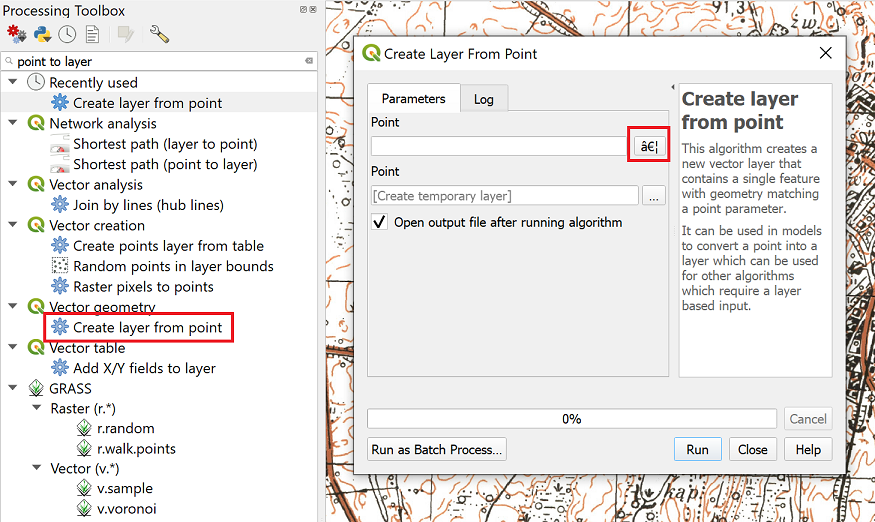 Processing Toolbox
point to layer
Recently used
Create layer from point
Network analysis
Shortest path (layer to point)
Shortest path (point to layer)
Vector analysis
Join by lines (hub lines)
Vector creation
Create points layer from table
Random points in layer bounds
Raster pixels to points
Vector geometry
Create layer from point
Vector table
Add X/Y fields to layer
GRASS
Raster (r.*)
r.random
r.walk.points
Vector (v.*)
v.sample
v.voronoi
91,3
zw.
Create Layer From Point
Parameters
Log
Point
â€¦
Point
[Create temporary layer]
...
Open output file after running algorithm
Create layer
from point
This algorithm creates a
new vector layer that
contains a single feature
with geometry matching
a point parameter.
It can be used in models
to convert a point into a
layer which can be used
for other algorithms
which require a layer
based input.
0%
Cancel
Run as Batch Process...
Run
Close
Help
kap.